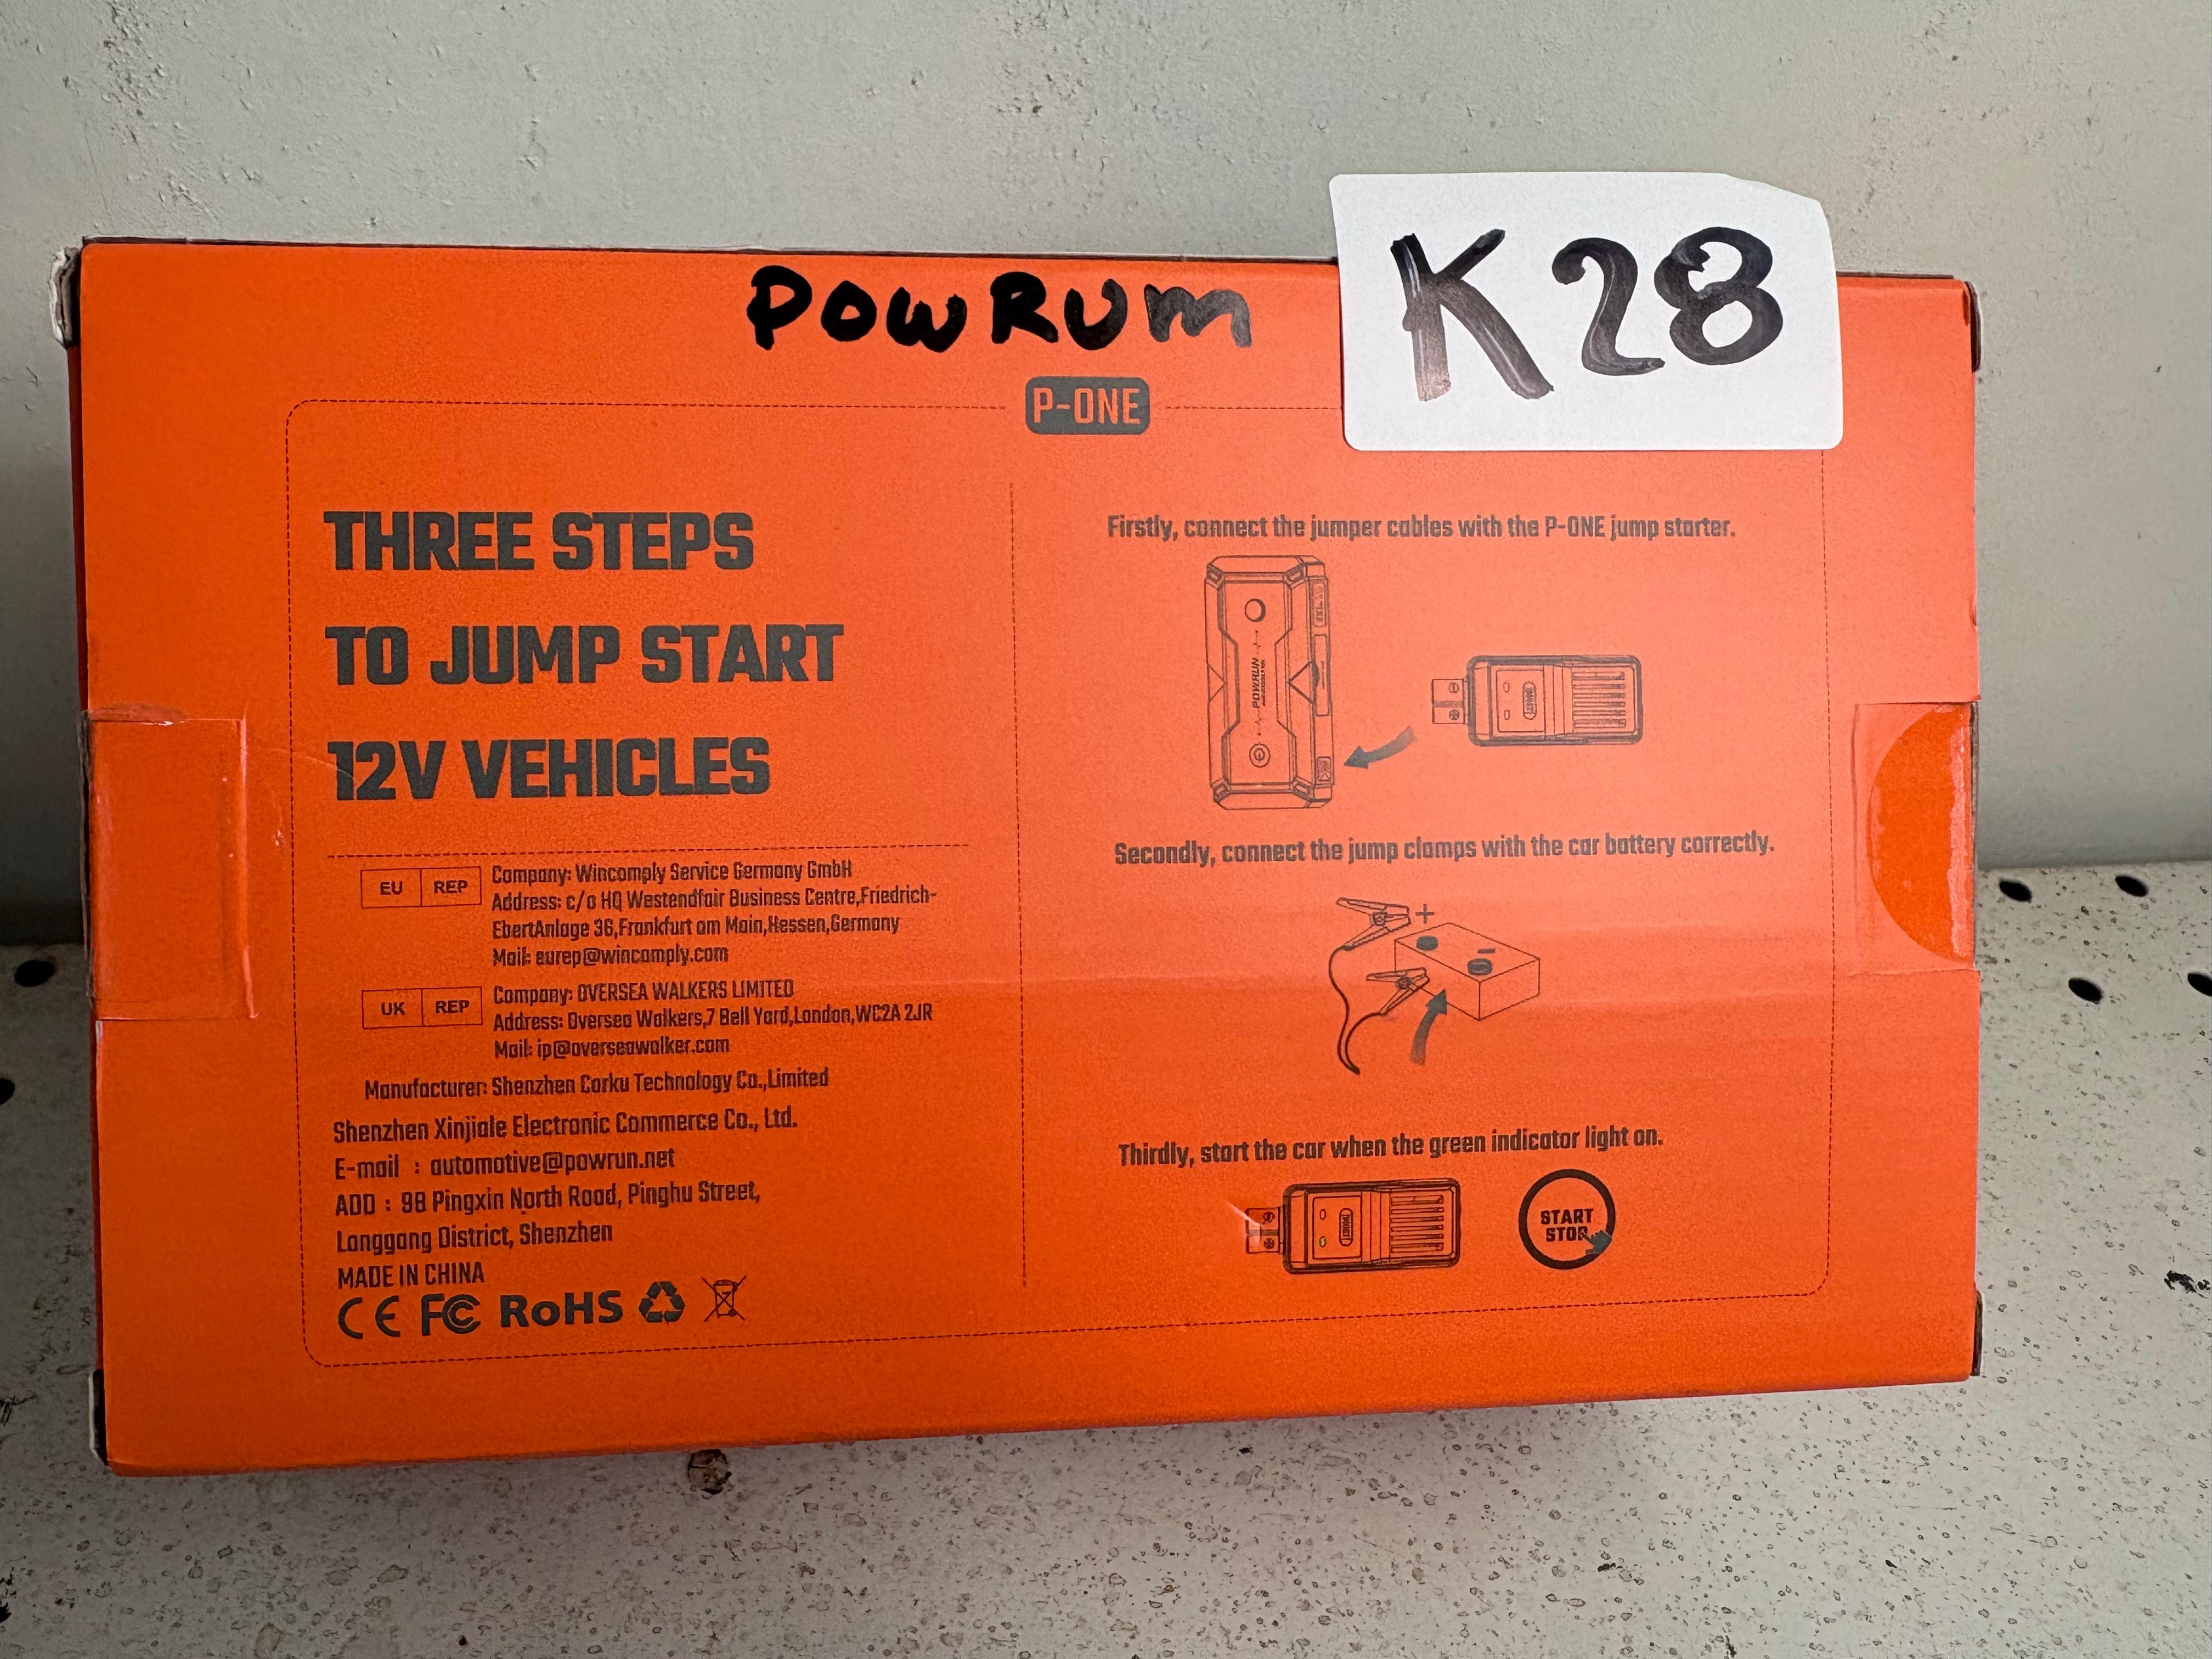 POWRUM
K28
P-ONE
THREE STEPS
TO JUMP START
12V VEHICLES
EU REP
Company: Wincomply Service Germany GmbH
Address: c/o HQ Westendfair Business Centre,Friedrich-
EbertAnlage 36,Frankfurt am Main,Hessen,Germany
Mail: eurep@wincomply.com
UK REP
Company: OVERSEA WALKERS LIMITED
Address: Oversea Walkers,7 Bell Yard,London,WC2A 2JR
Mail: ip@overseawalker.com
Manufacturer: Shenzhen Carku Technology Co.,Limited
Shenzhen Xinjiale Electronic Commerce Co., Ltd.
E-mail : automotive@powrun.net
ADD : 98 Pingxin North Road, Pinghu Street,
Longgang District, Shenzhen
MADE IN CHINA
CE FC RoHS
Firstly, connect the jumper cables with the P-ONE jump starter.
POWRUN
BOOST
Secondly, connect the jump clamps with the car battery correctly.
+
-
Thirdly, start the car when the green indicator light on.
BOOST
START
STOP